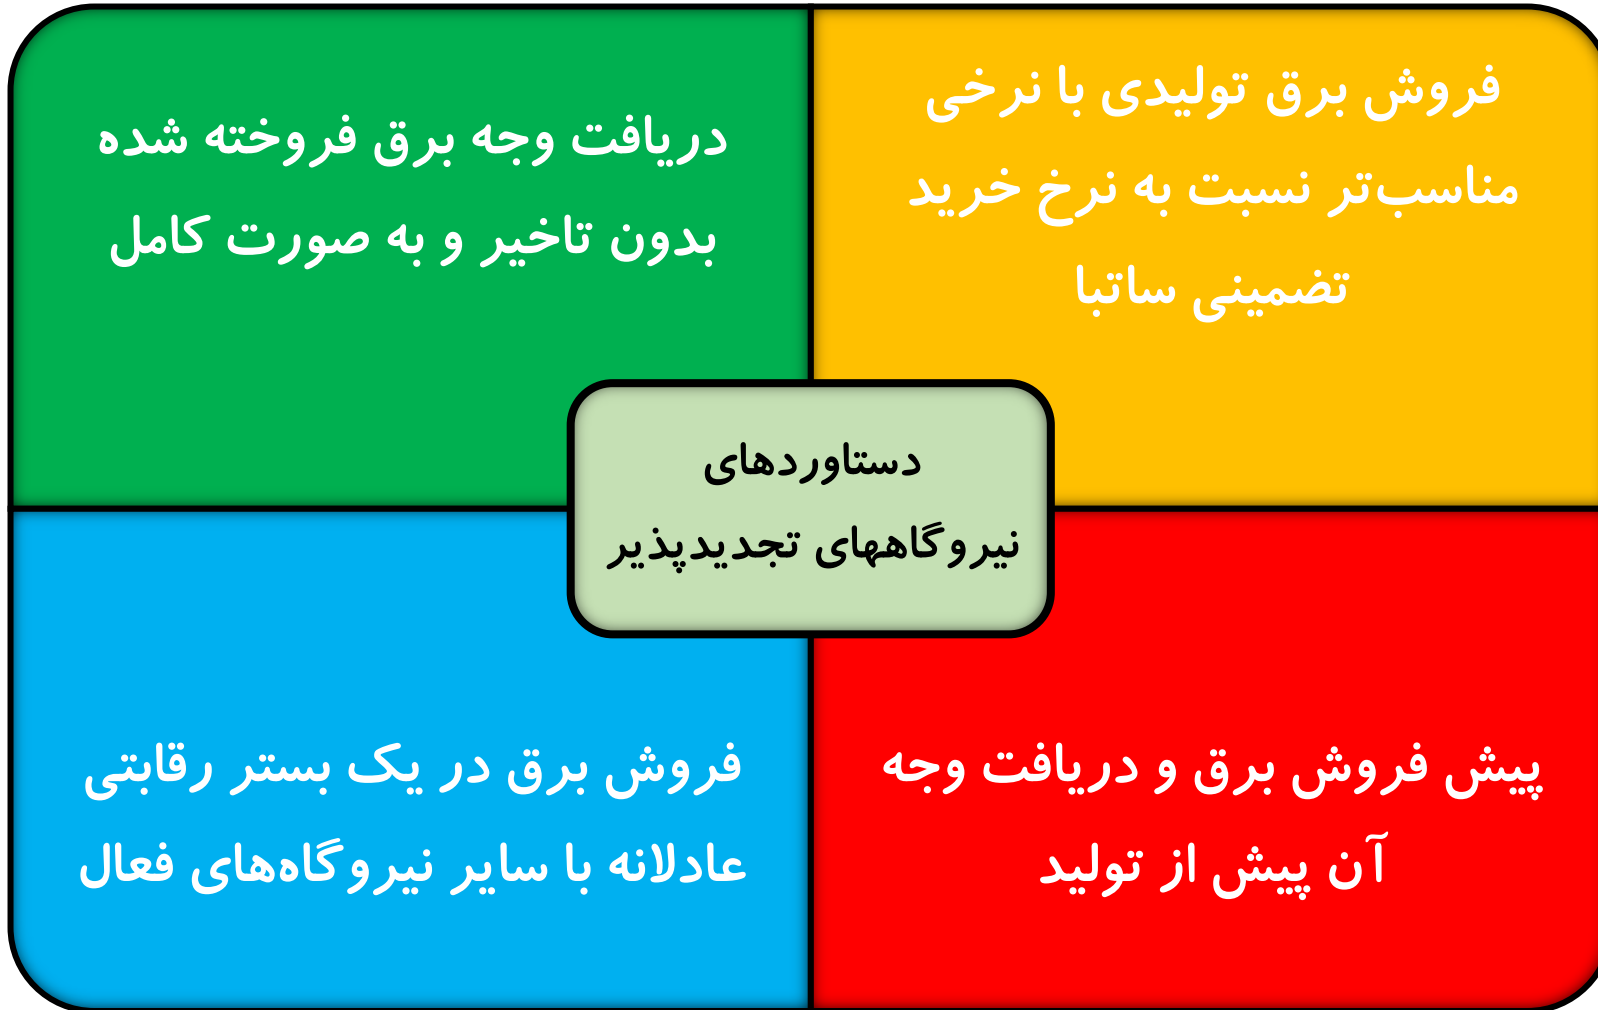 فروش برق تولیدی با نرخی
مناسب‌تر نسبت به نرخ خرید
تضمینی ساتبا
دریافت وجه برق فروخته شده
بدون تاخیر و به صورت کامل
دستاوردهای
نیروگاههای تجدیدپذیر
پیش فروش برق و دریافت وجه
آن پیش از تولید
فروش برق در یک بستر رقابتی
عادلانه با سایر نیروگاه‌های فعال